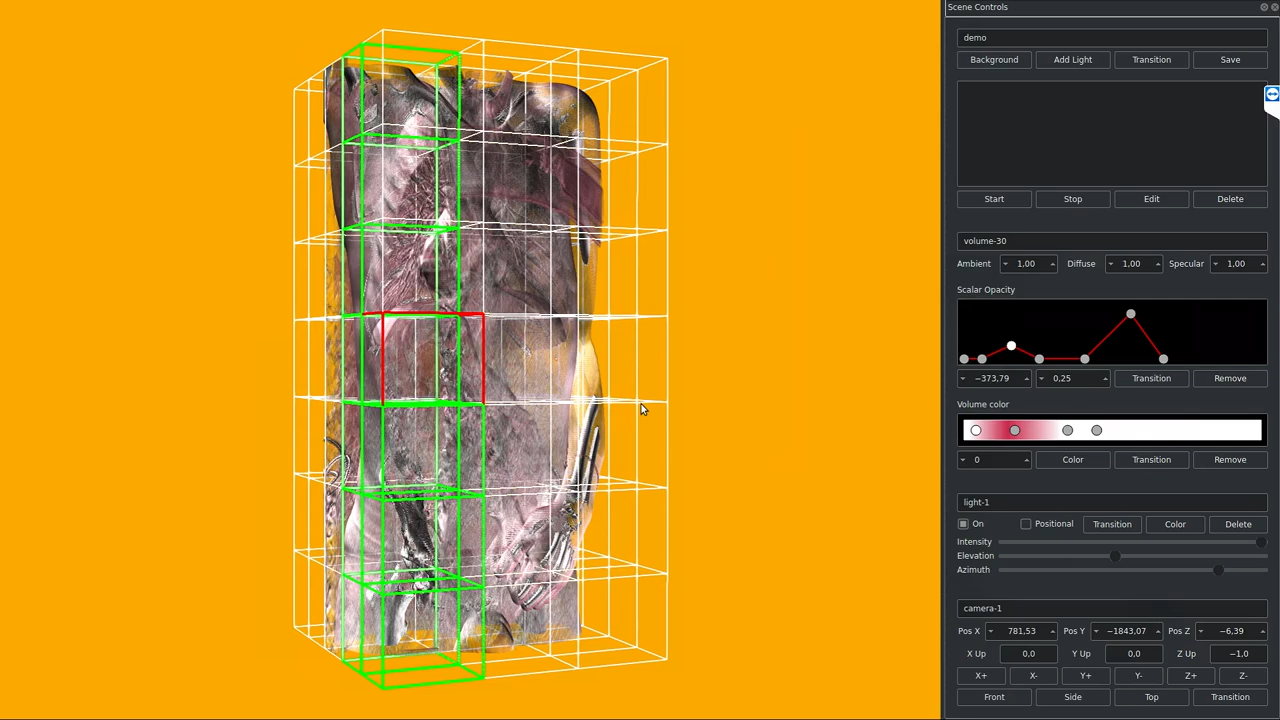 Scene Controls
demo
Background Add Light Transition Save
Start Stop Edit Delete
volume-30
Ambient 1,00 Diffuse 1,00 Specular 1,00
Scalar Opacity
−373,79 0,25 Transition Remove
Volume color
0 Color Transition Remove
light-1
On Positional Transition Color Delete
Intensity
Elevation
Azimuth
camera-1
Pos X 781,53 Pos Y −1843,07 Pos Z −6,39
X Up 0,0 Y Up 0,0 Z Up −1,0
X+ X- Y+ Y- Z+ Z-
Front Side Top Transition